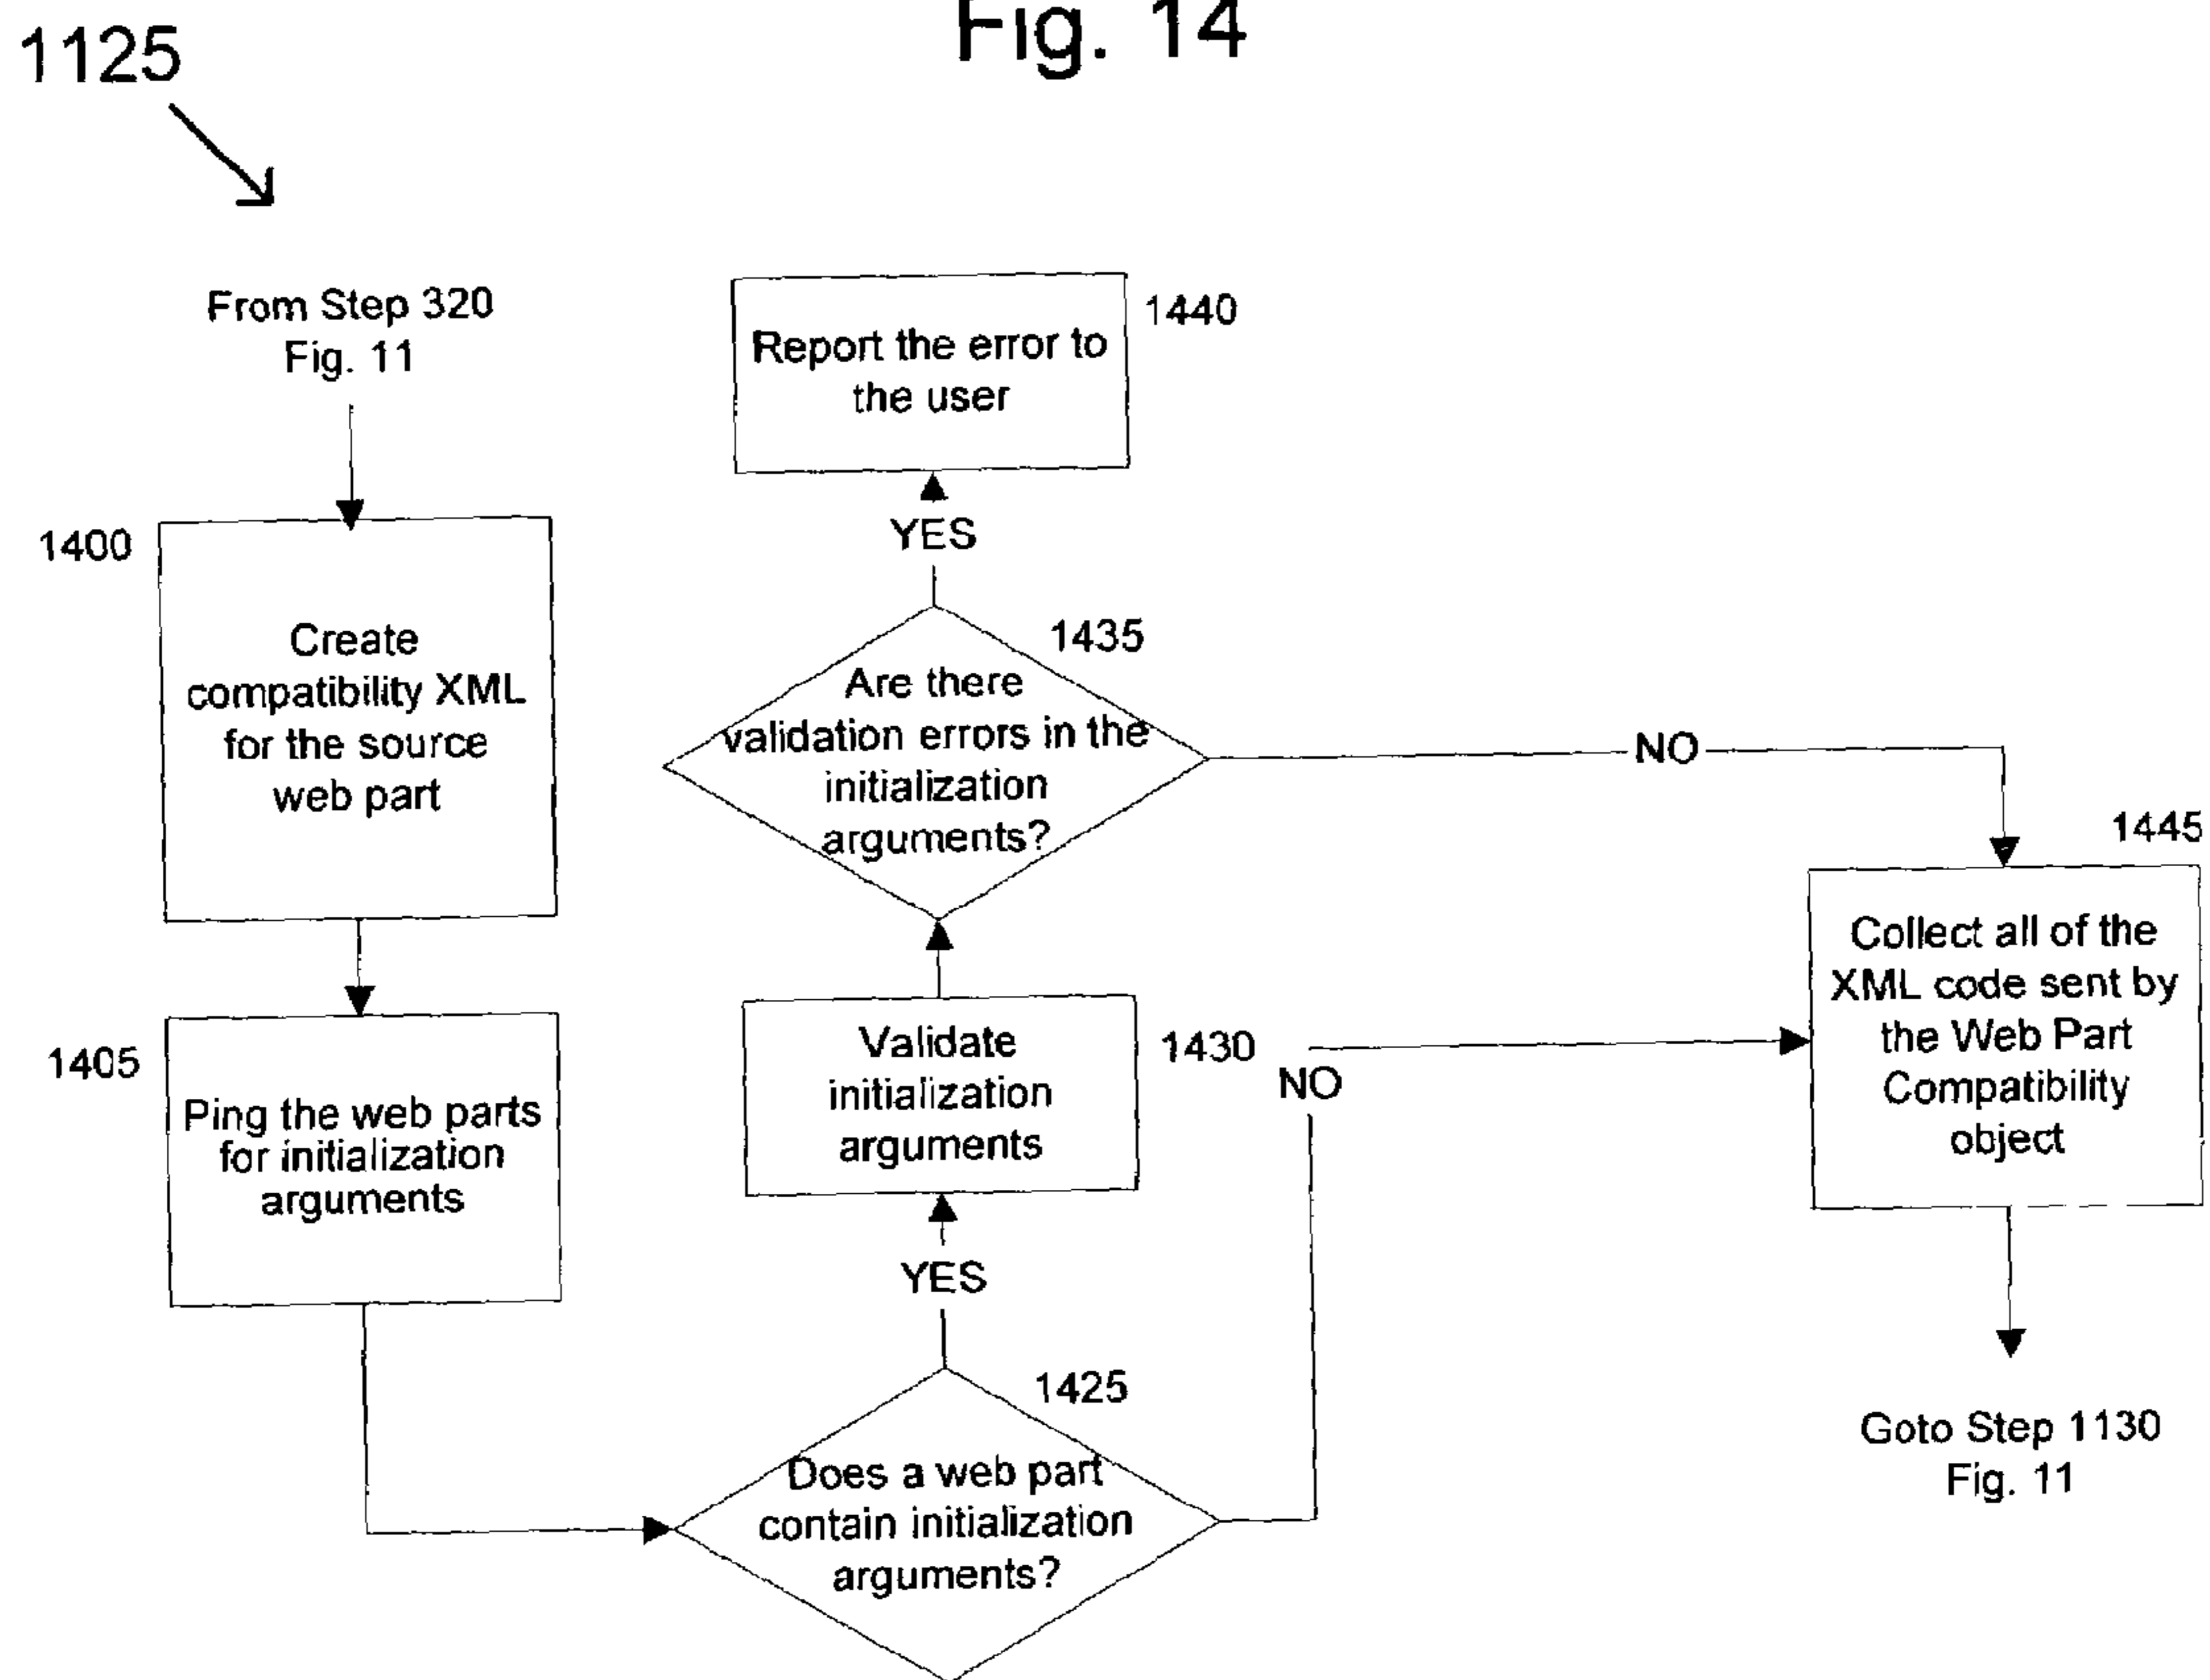 Fig. 14
1125
From Step 320
Fig. 11
1400
Create
compatibility XML
for the source
web part
1405
Ping the web parts
for initialization
arguments
1440
Report the error to
the user
YES
1435
Are there
validation errors in the
initialization
arguments?
NO
1430
Validate
initialization
arguments
YES
NO
1425
Does a web part
contain initialization
arguments?
1445
Collect all of the
XML code sent by
the Web Part
Compatibility
object
Goto Step 1130
Fig. 11